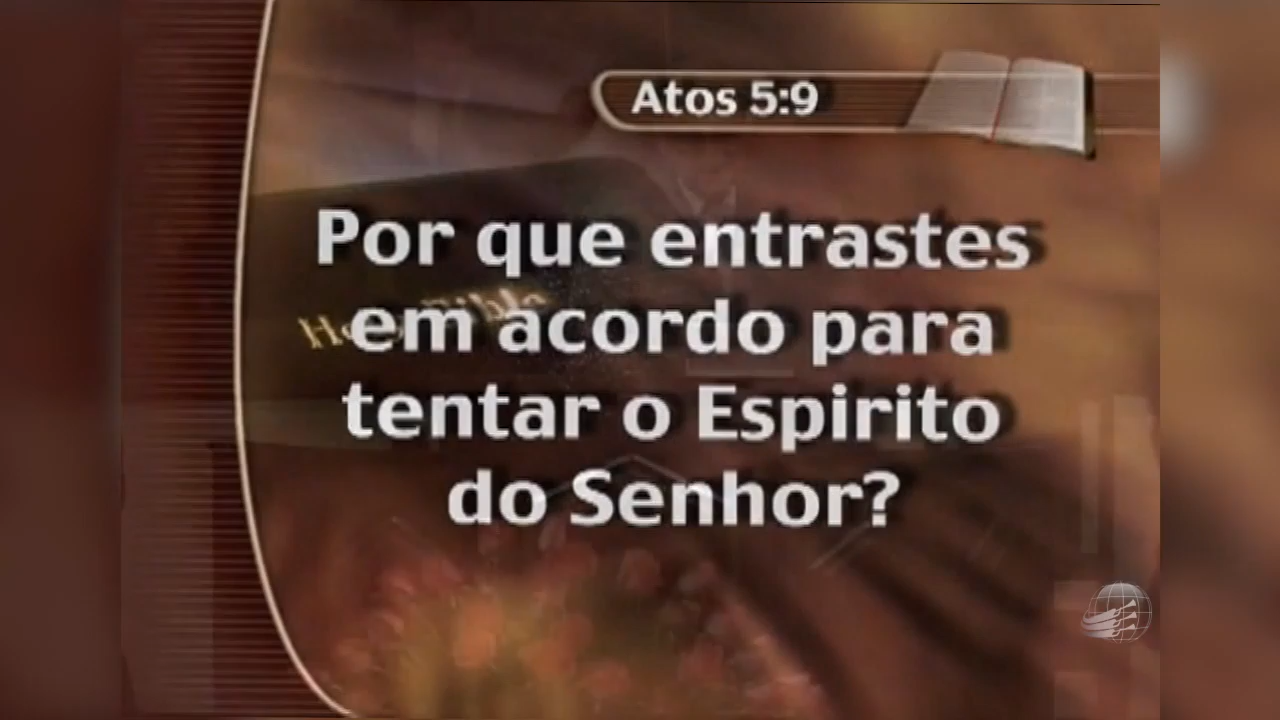 Atos 5:9
Por que entrastes
em acordo para
tentar o Espirito
do Senhor?